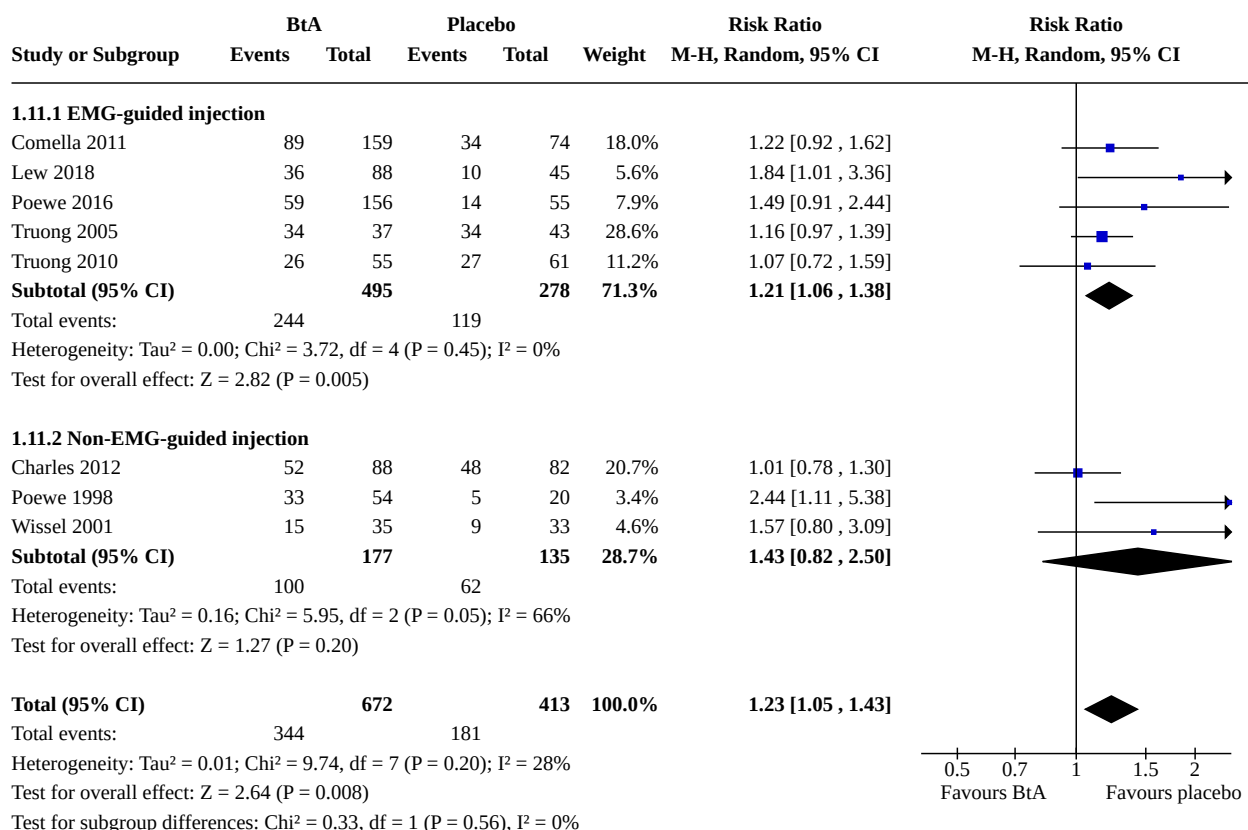 BtA Placebo Risk Ratio Risk Ratio
Study or Subgroup Events Total Events Total Weight M-H, Random, 95% CI M-H, Random, 95% CI
1.11.1 EMG-guided injection
Comella 2011 89 159 34 74 18.0% 1.22 [0.92 , 1.62]
Lew 2018 36 88 10 45 5.6% 1.84 [1.01 , 3.36]
Poewe 2016 59 156 14 55 7.9% 1.49 [0.91 , 2.44]
Truong 2005 34 37 34 43 28.6% 1.16 [0.97 , 1.39]
Truong 2010 26 55 27 61 11.2% 1.07 [0.72 , 1.59]
Subtotal (95% CI) 495 278 71.3% 1.21 [1.06 , 1.38]
Total events: 244 119
Heterogeneity: Tau² = 0.00; Chi² = 3.72, df = 4 (P = 0.45); I² = 0%
Test for overall effect: Z = 2.82 (P = 0.005)
1.11.2 Non-EMG-guided injection
Charles 2012 52 88 48 82 20.7% 1.01 [0.78 , 1.30]
Poewe 1998 33 54 5 20 3.4% 2.44 [1.11 , 5.38]
Wissel 2001 15 35 9 33 4.6% 1.57 [0.80 , 3.09]
Subtotal (95% CI) 177 135 28.7% 1.43 [0.82 , 2.50]
Total events: 100 62
Heterogeneity: Tau² = 0.16; Chi² = 5.95, df = 2 (P = 0.05); I² = 66%
Test for overall effect: Z = 1.27 (P = 0.20)
Total (95% CI) 672 413 100.0% 1.23 [1.05 , 1.43]
Total events: 344 181
Heterogeneity: Tau² = 0.01; Chi² = 9.74, df = 7 (P = 0.20); I² = 28%
0.5 0.7 1 1.5 2
Test for overall effect: Z = 2.64 (P = 0.008) Favours BtA Favours placebo
Test for subgroup differences: Chi² = 0.33, df = 1 (P = 0.56), I² = 0%